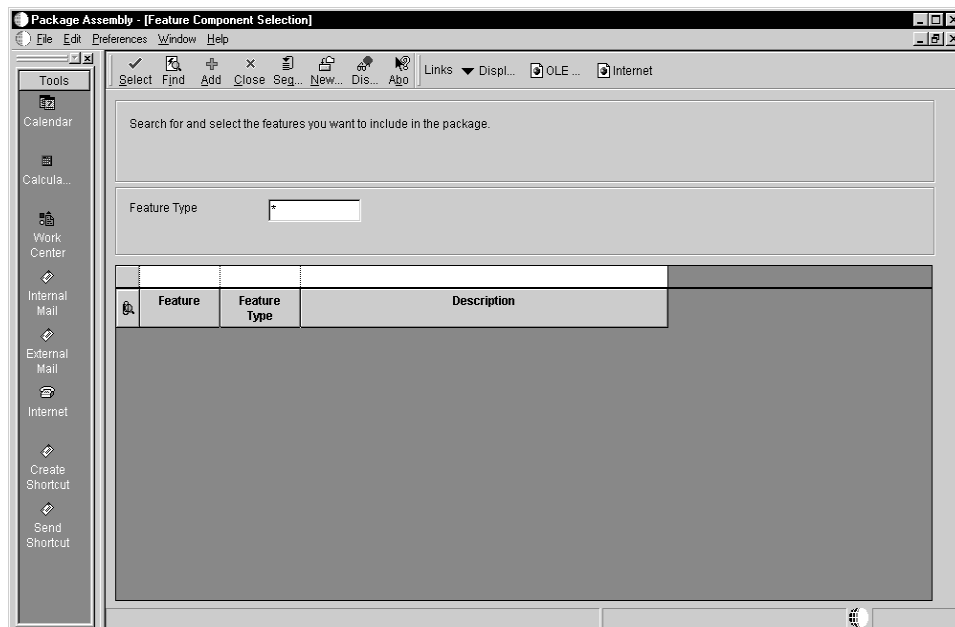 Package Assembly - [Feature Component Selection]
File Edit Preferences Window Help
Tools
Calendar
Calcula...
Work
Center
Internal
Mail
External
Mail
Internet
Create
Shortcut
Send
Shortcut
Select Find Add Close Seq... New... Dis... Abo
Links Displ... OLE ... Internet
Search for and select the features you want to include in the package.
Feature Type *
Feature
Feature
Type
Description